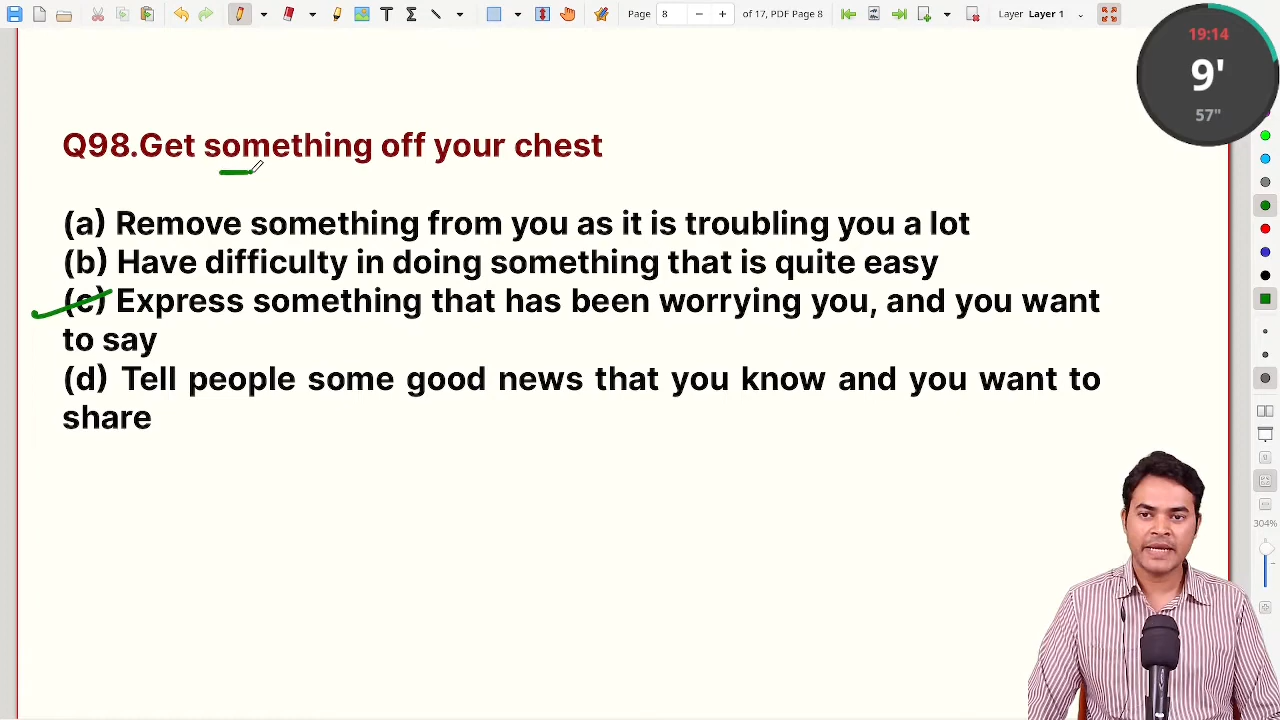 Page 8 of 17, PDF Page 8 Layer Layer 1
19:14
9'
57"
Q98.Get something off your chest
(a) Remove something from you as it is troubling you a lot
(b) Have difficulty in doing something that is quite easy
(c) Express something that has been worrying you, and you want
to say
(d) Tell people some good news that you know and you want to
share
304%